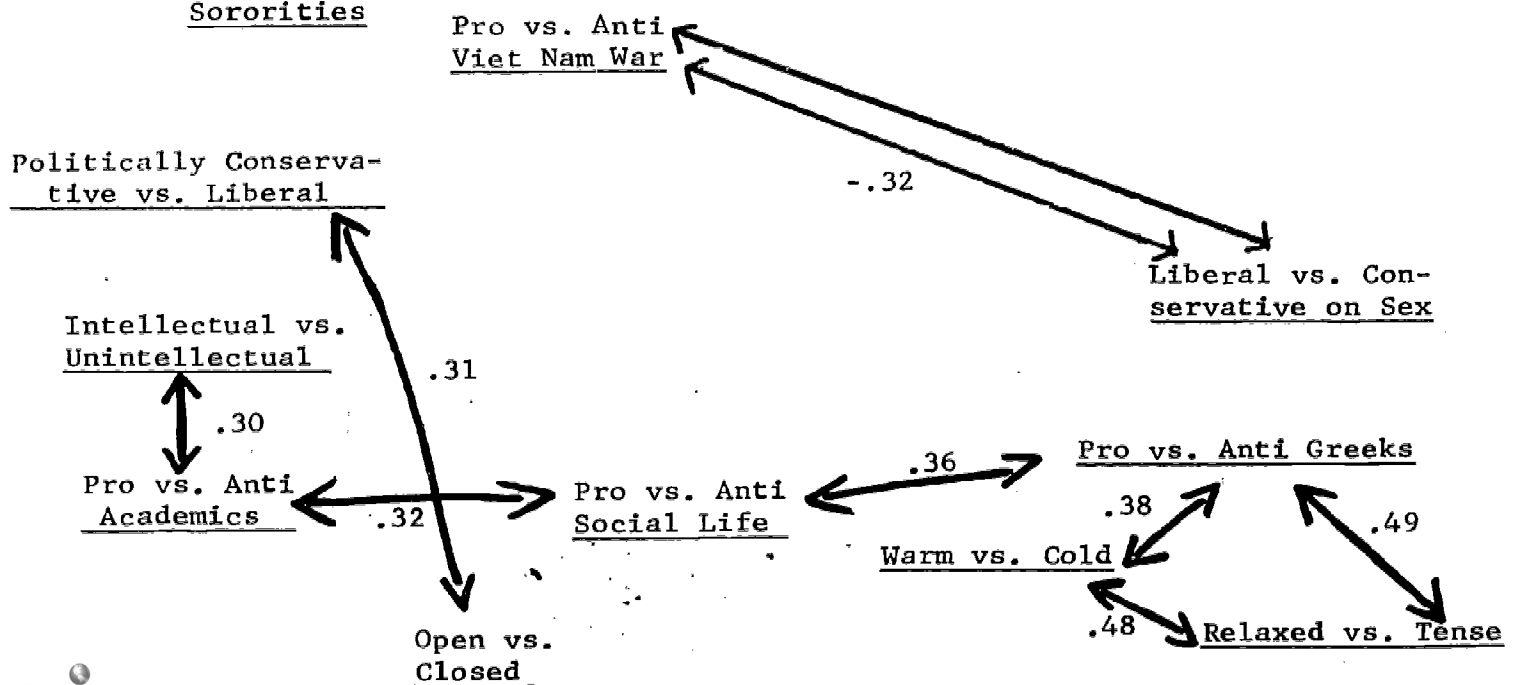 Sororities
Pro vs. Anti
Viet Nam War
Politically Conserva-
tive vs. Liberal
-.32
Liberal vs. Con-
servative on Sex
Intellectual vs.
Unintellectual
.31
.30
Pro vs. Anti
Academics
.32
Pro vs. Anti
Social Life
.36
Pro vs. Anti Greeks
.38
.49
Warm vs. Cold
.48
Relaxed vs. Tense
Open vs.
Closed